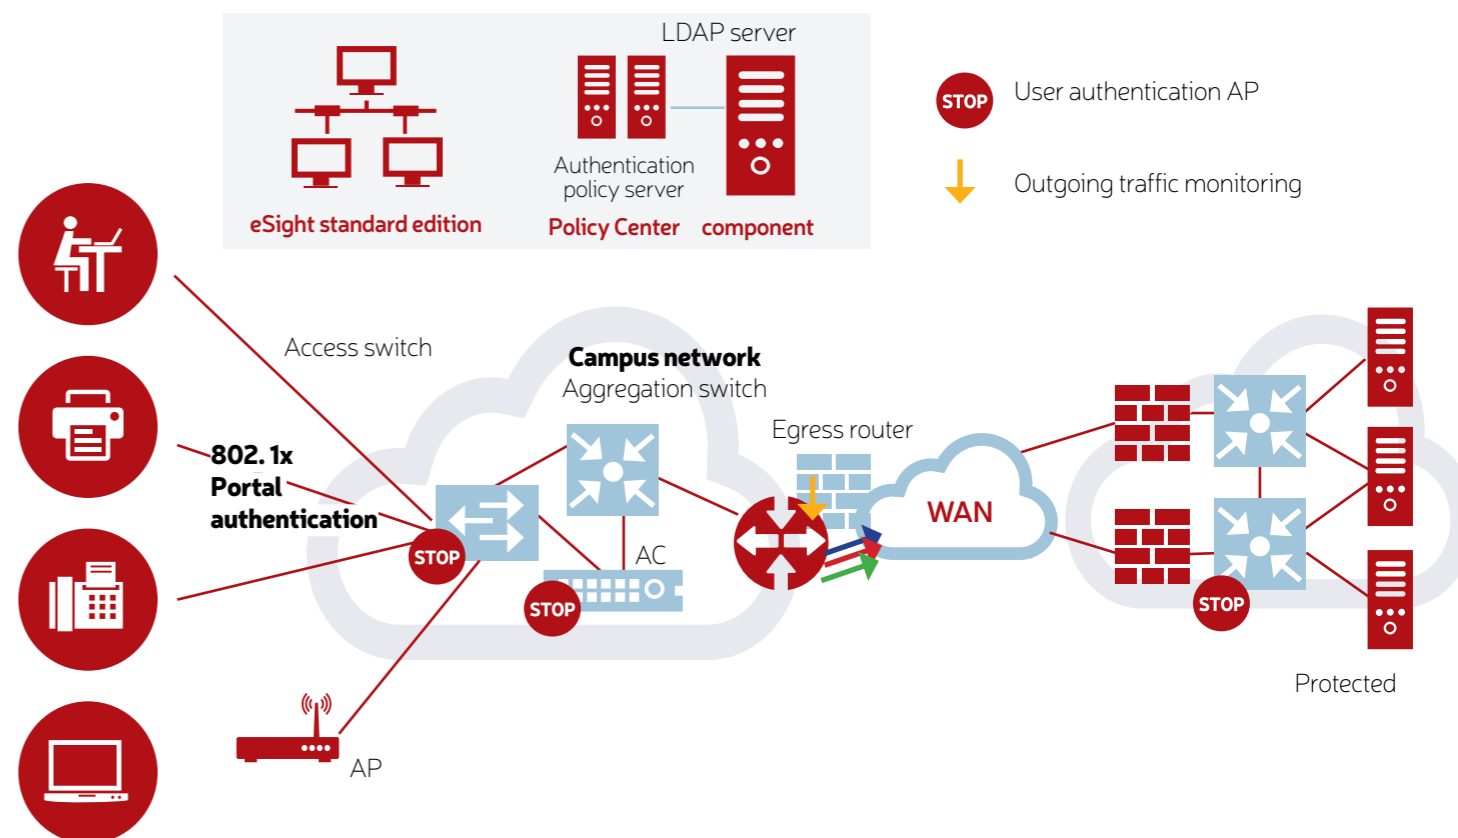 LDAP server
Authentication
policy server
eSight standard edition
Policy Center component
STOP
User authentication AP
Outgoing traffic monitoring
Access switch
Campus network
Aggregation switch
Egress router
802. 1x
Portal
authentication
WAN
STOP
AC
STOP
STOP
Protected
AP